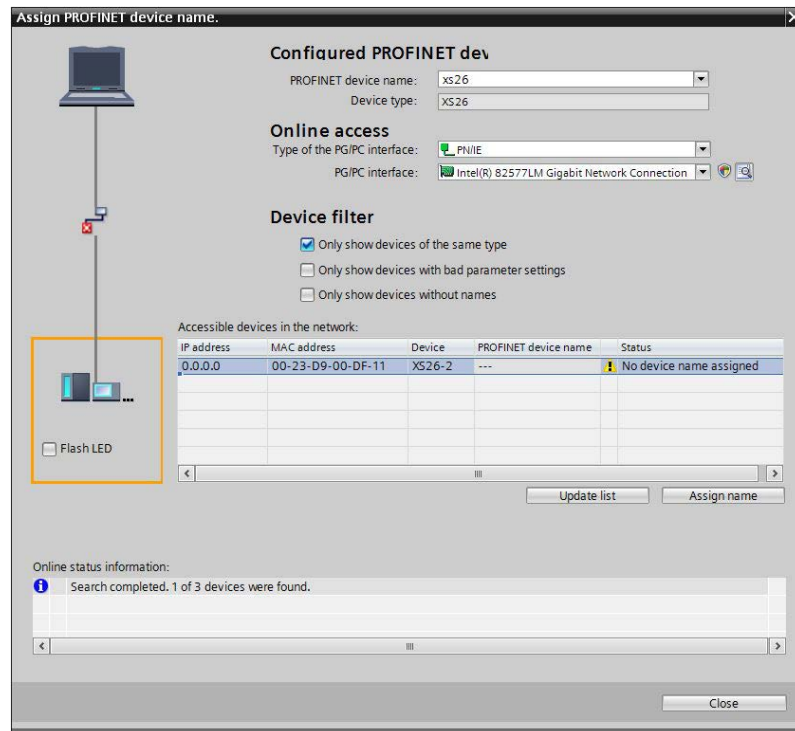 Assign PROFINET device name.
Configured PROFINET dev
PROFINET device name: xs26
Device type: XS26
Online access
Type of the PG/PC interface: PN/IE
PG/PC interface: Intel(R) 82577LM Gigabit Network Connection
Device filter
Only show devices of the same type
Only show devices with bad parameter settings
Only show devices without names
Accessible devices in the network:
IP address MAC address Device PROFINET device name Status
0.0.0.0 00-23-D9-00-DF-11 XS26-2 --- No device name assigned
Flash LED
Update list Assign name
Online status information:
Search completed. 1 of 3 devices were found.
Close